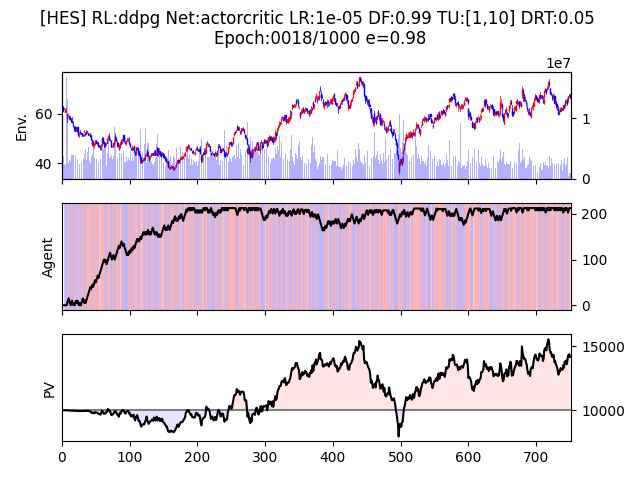 [HES] RL:ddpg Net:actorcritic LR:1e-05 DF:0.99 TU:[1,10] DRT:0.05
Epoch:0018/1000 e=0.98
1e7
Env.
60
40
1
0
Agent
200
100
0
PV
15000
10000
0 100 200 300 400 500 600 700